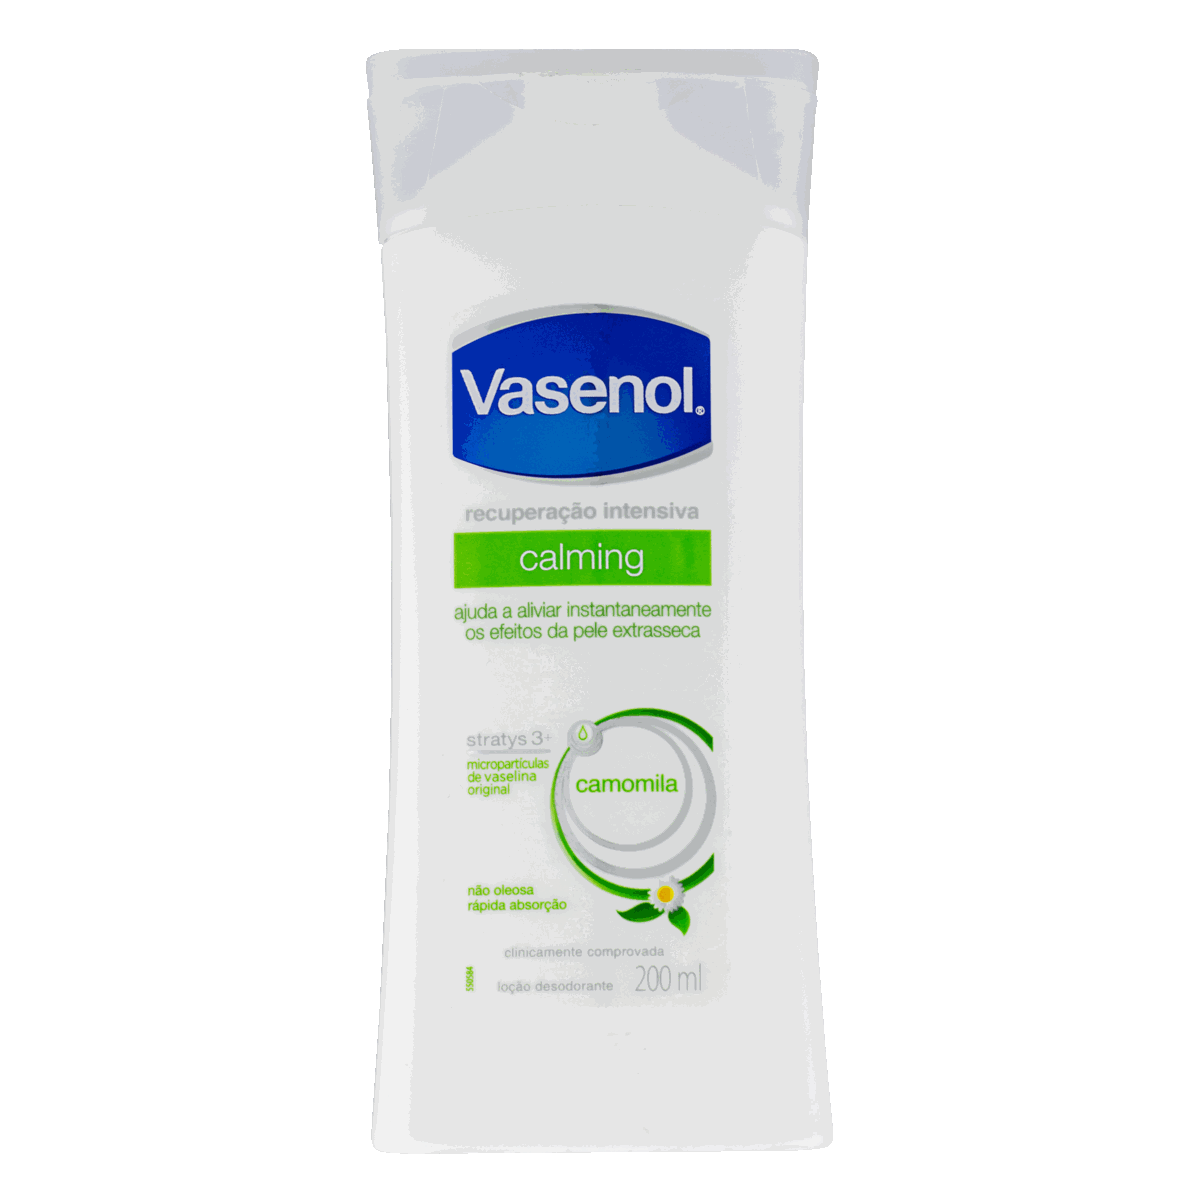 Vasenol®
recuperação intensiva
calming
ajuda a aliviar instantaneamente
os efeitos da pele extrasseca
stratys 3+
micropartículas
de vaselina
original
camomila
não oleosa
rápida absorção
clinicamente comprovada
loção desodorante 200 ml
550584